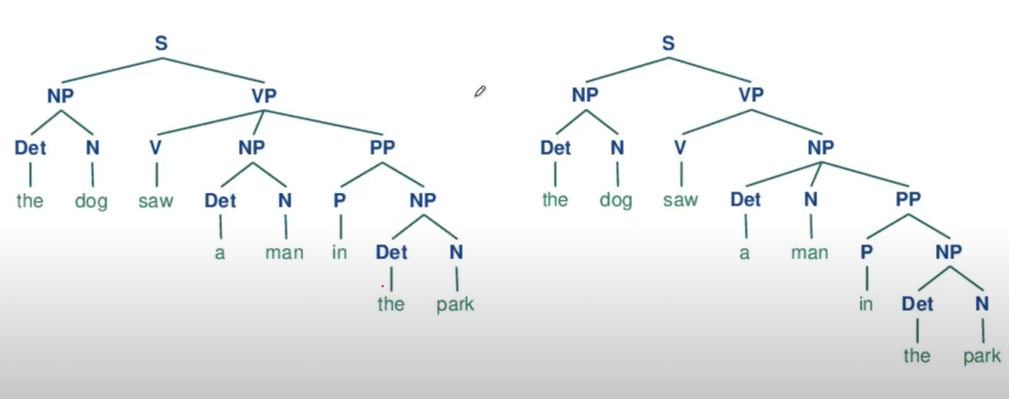 S S
NP VP NP VP
Det N V NP PP Det N V NP
the dog saw Det N P NP the dog saw Det N PP
a man in Det N a man P NP
the park in Det N
the park